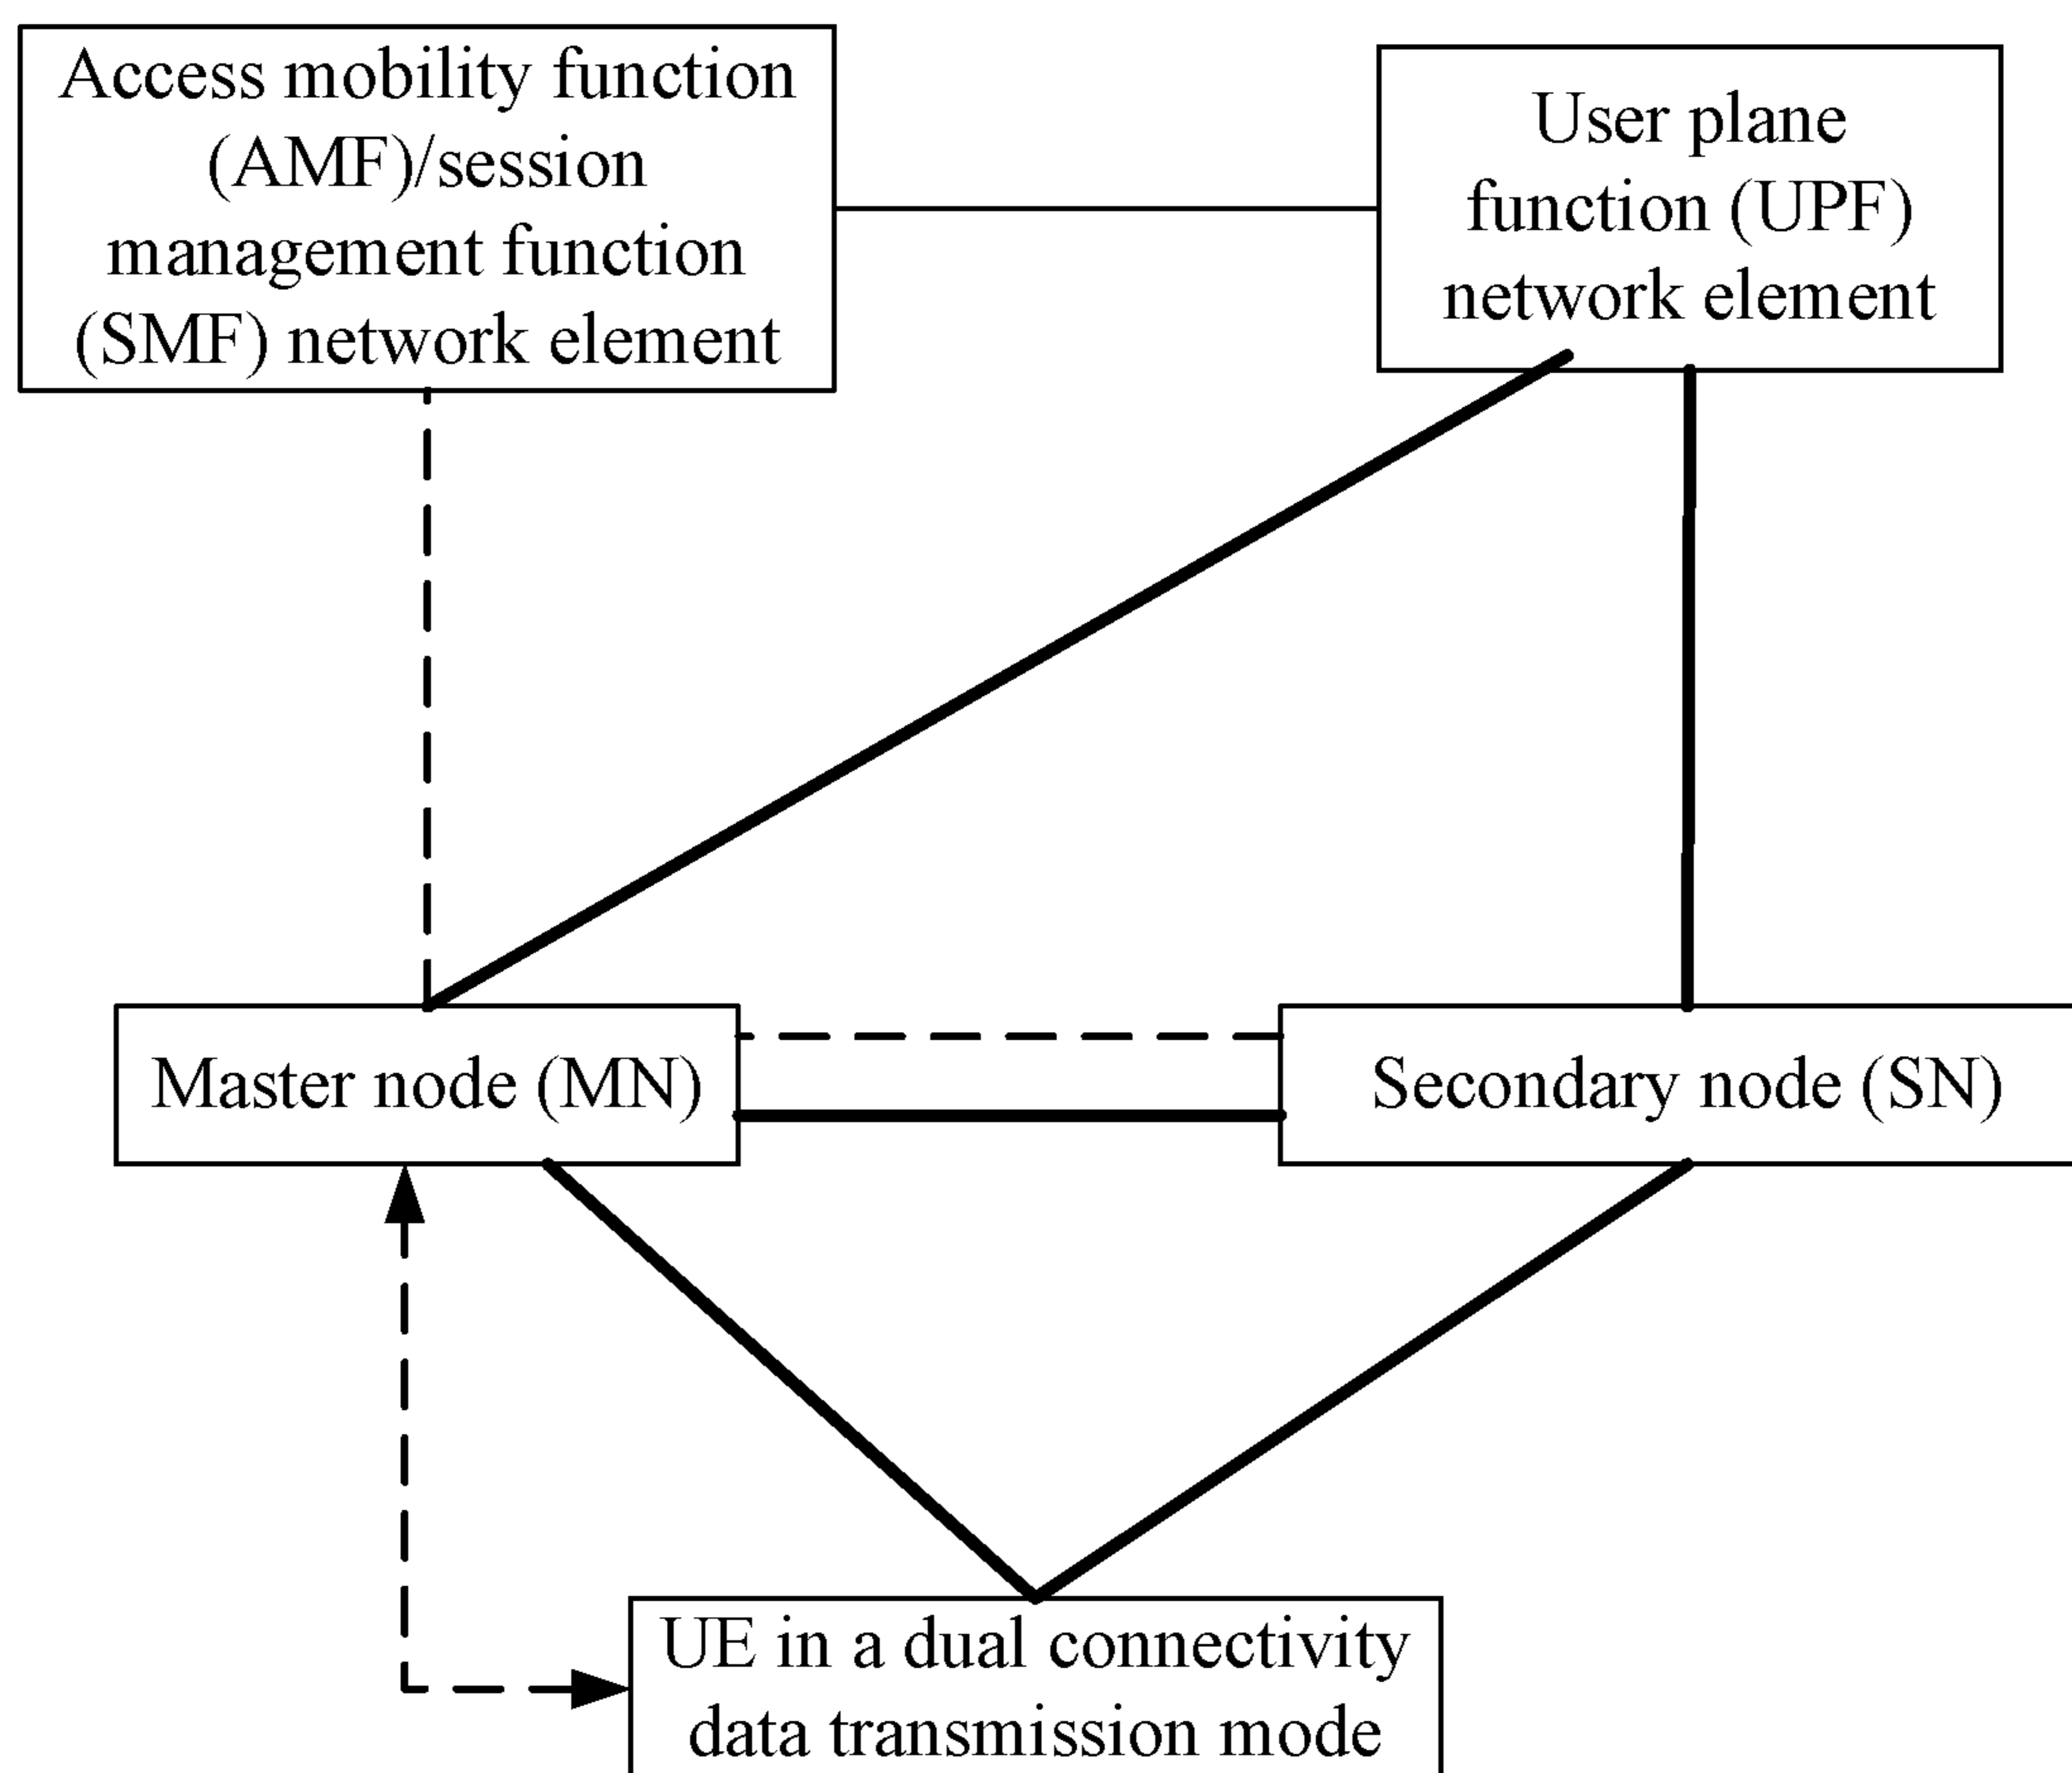 Access mobility function
(AMF)/session
management function
(SMF) network element
User plane
function (UPF)
network element
Master node (MN)
Secondary node (SN)
UE in a dual connectivity
data transmission mode